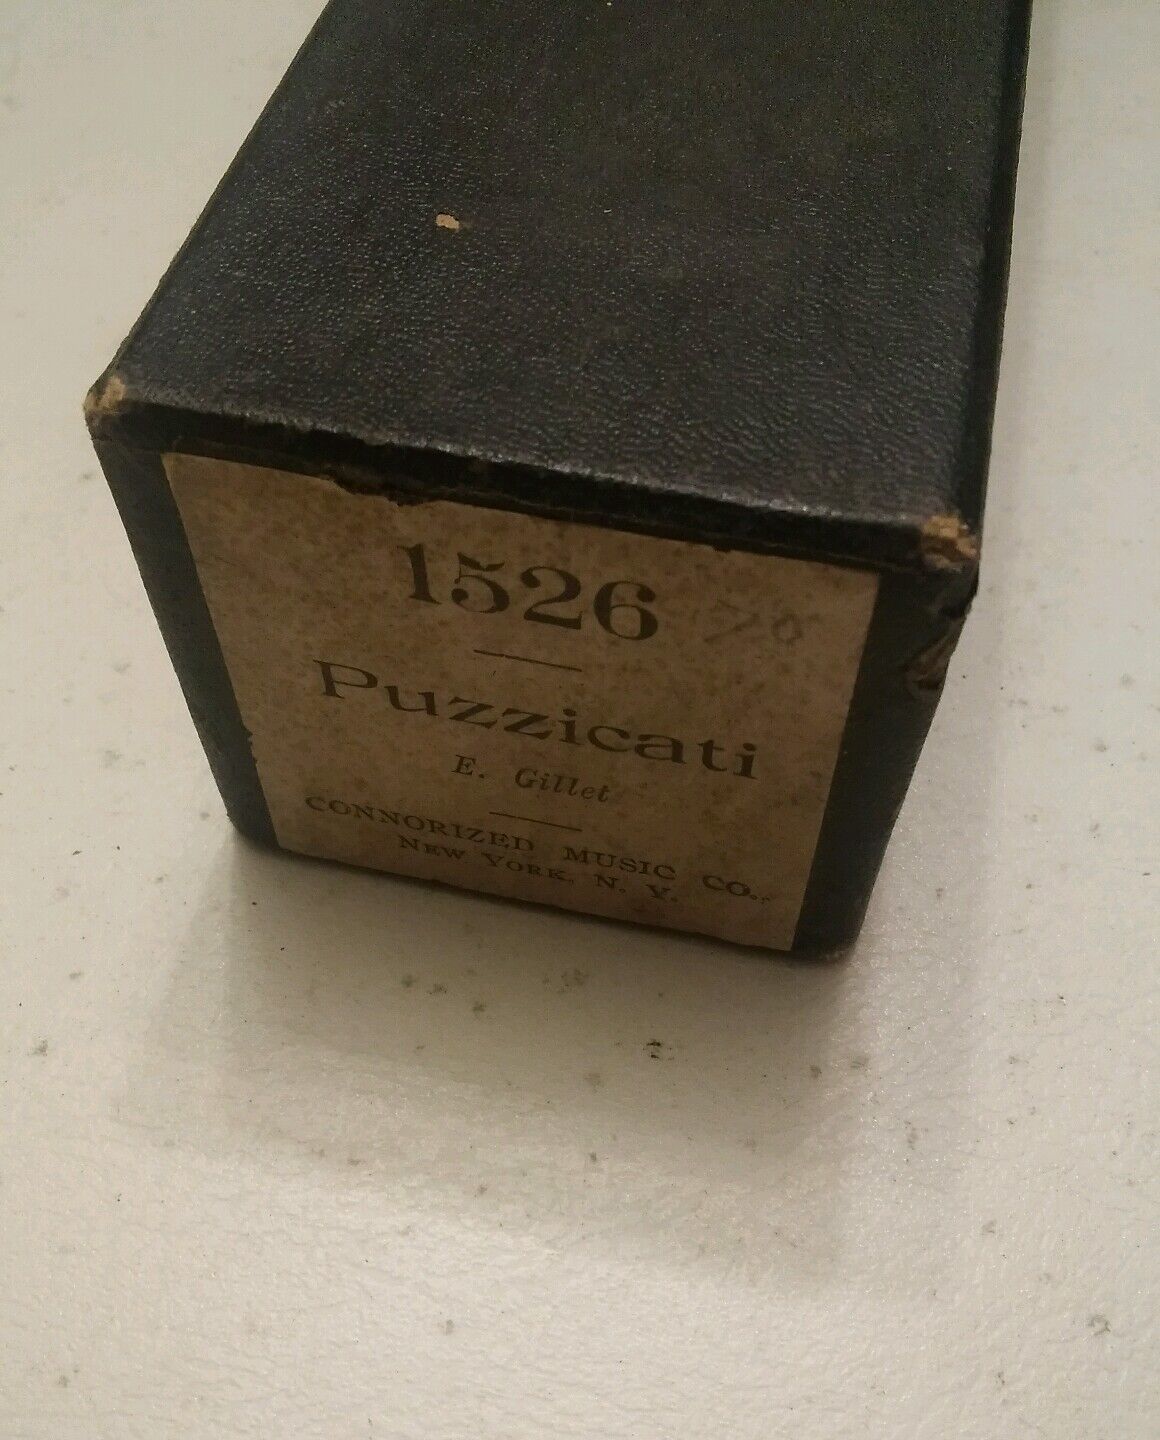 1526 70
Puzzicati
E. Gillet
CONNORIZED MUSIC CO.,
NEW YORK, N. Y.